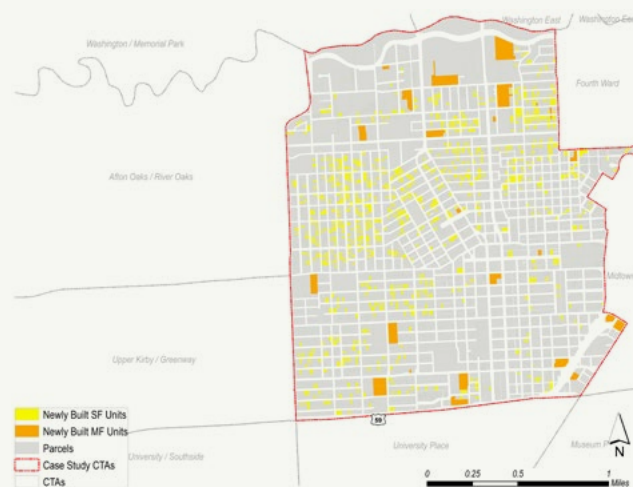 Washington East
Washington East
Washington / Memorial Park
Fourth Ward
Afton Oaks / River Oaks
Midtown
Upper Kirby / Greenway
Newly Built SF Units
Newly Built MF Units
Parcels
Case Study CTAs
CTAs
59
University / Southside
University Place
Museum
N
0 0.25 0.5 1
Miles